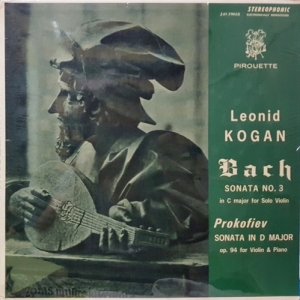 STEREOPHONIC
PIROUETTE
Leonid
KOGAN
Bach
SONATA NO. 3
in C major for Solo Violin
Prokofiev
SONATA IN D MAJOR
op. 94 for Violin & Piano